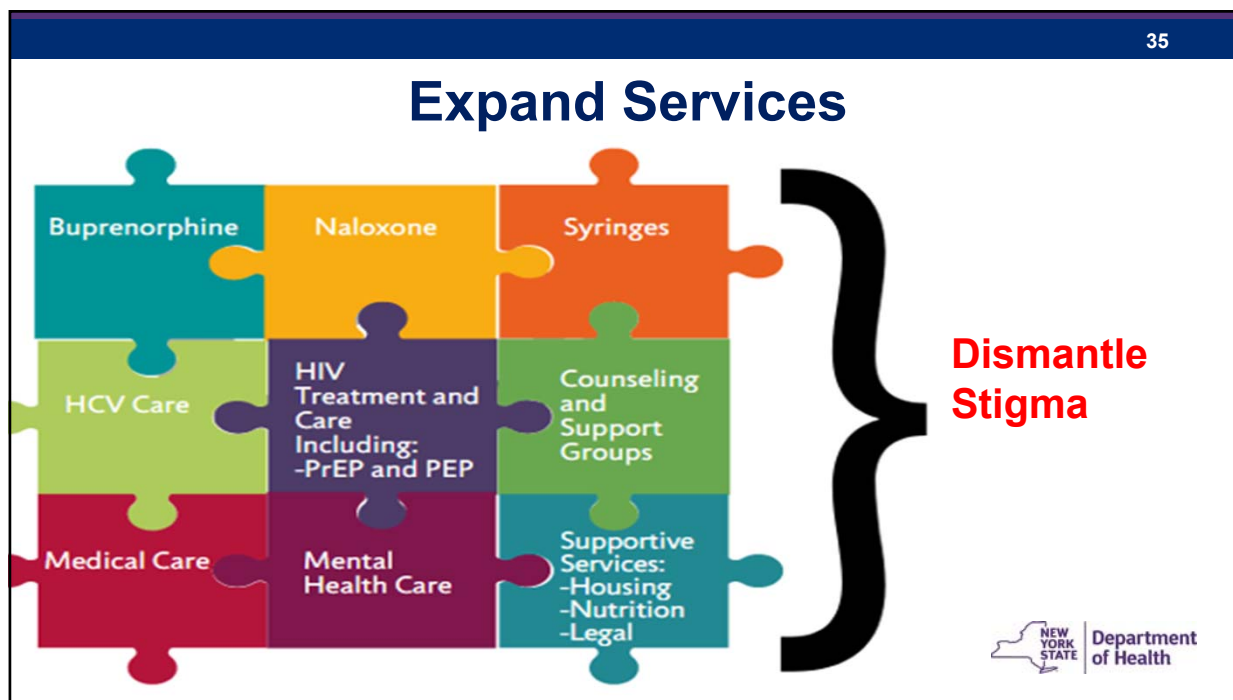 35
Expand Services
Buprenorphine
Naloxone
Syringes
HCV Care
HIV
Treatment and
Care
Including:
-PrEP and PEP
Counseling
and
Support
Groups
Medical Care
Mental
Health Care
Supportive
Services:
-Housing
-Nutrition
-Legal
}
Dismantle
Stigma
NEW
YORK
STATE
Department
of Health